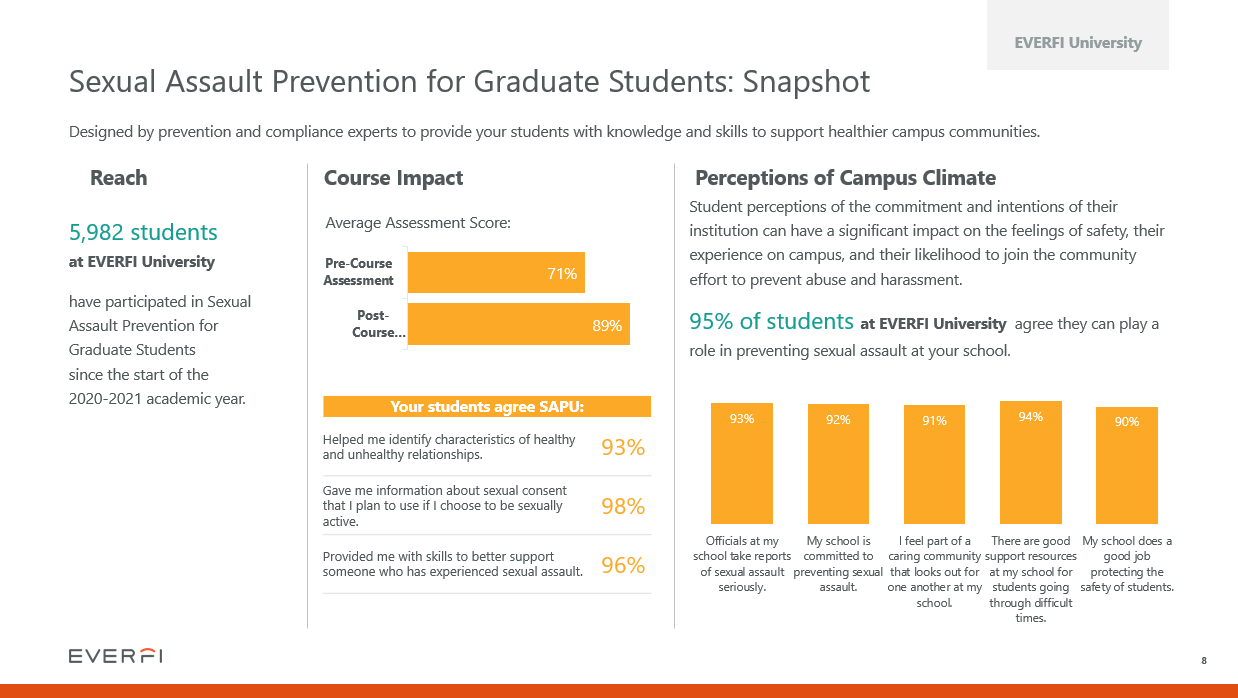 EVERFI University
Sexual Assault Prevention for Graduate Students: Snapshot
Designed by prevention and compliance experts to provide your students with knowledge and skills to support healthier campus communities.
Reach
5,982 students
at EVERFI University
have participated in Sexual
Assault Prevention for
Graduate Students
since the start of the
2020-2021 academic year.
Course Impact
Average Assessment Score:
Pre-Course
Assessment
71%
Post-
Course...
89%
Your students agree SAPU:
Helped me identify characteristics of healthy
and unhealthy relationships.
93%
Gave me information about sexual consent
that I plan to use if I choose to be sexually
active.
98%
Provided me with skills to better support
someone who has experienced sexual assault.
96%
Perceptions of Campus Climate
Student perceptions of the commitment and intentions of their
institution can have a significant impact on the feelings of safety, their
experience on campus, and their likelihood to join the community
effort to prevent abuse and harassment.
95% of students at EVERFI University agree they can play a
role in preventing sexual assault at your school.
93%
Officials at my
school take reports
of sexual assault
seriously.
92%
My school is
committed to
preventing sexual
assault.
91%
I feel part of a
caring community
that looks out for
one another at my
school.
94%
There are good
support resources
at my school for
students going
through difficult
times.
90%
My school does a
good job
protecting the
safety of students.
EVERFI
8